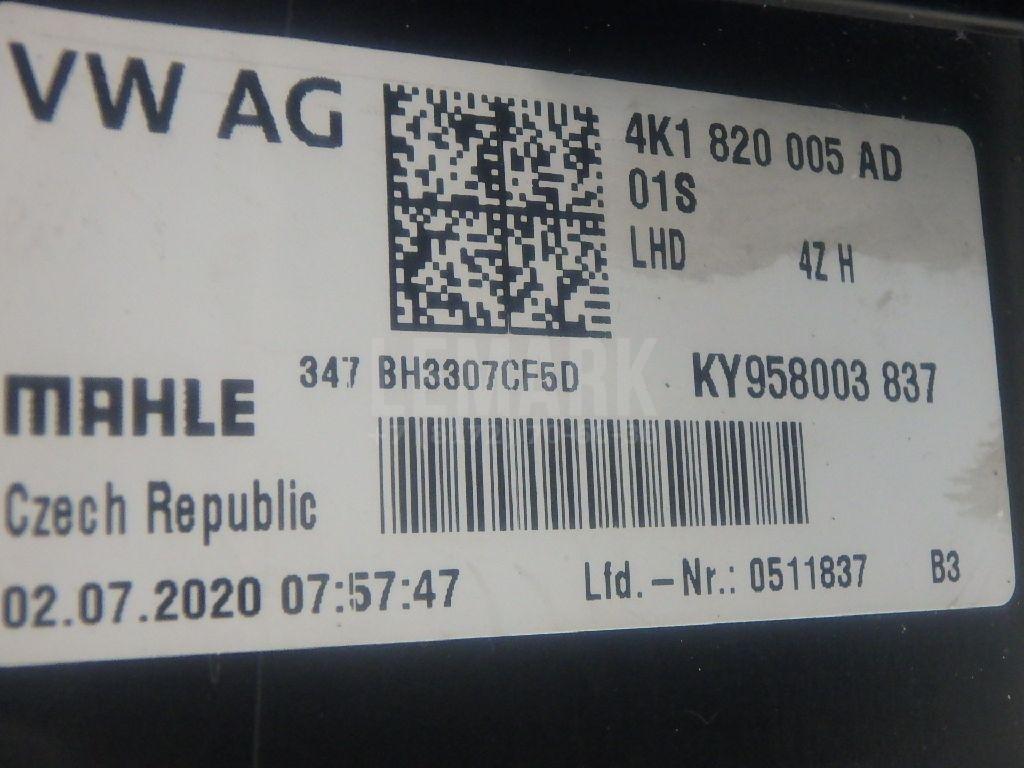 VW AG
4K1 820 005 AD
01S
LHD 4Z H
347 BH3307CF5D KY958003 837
LEMARK
MAHLE
Czech Republic
02.07.2020 07:57:47 Lfd.-Nr.: 0511837 B3